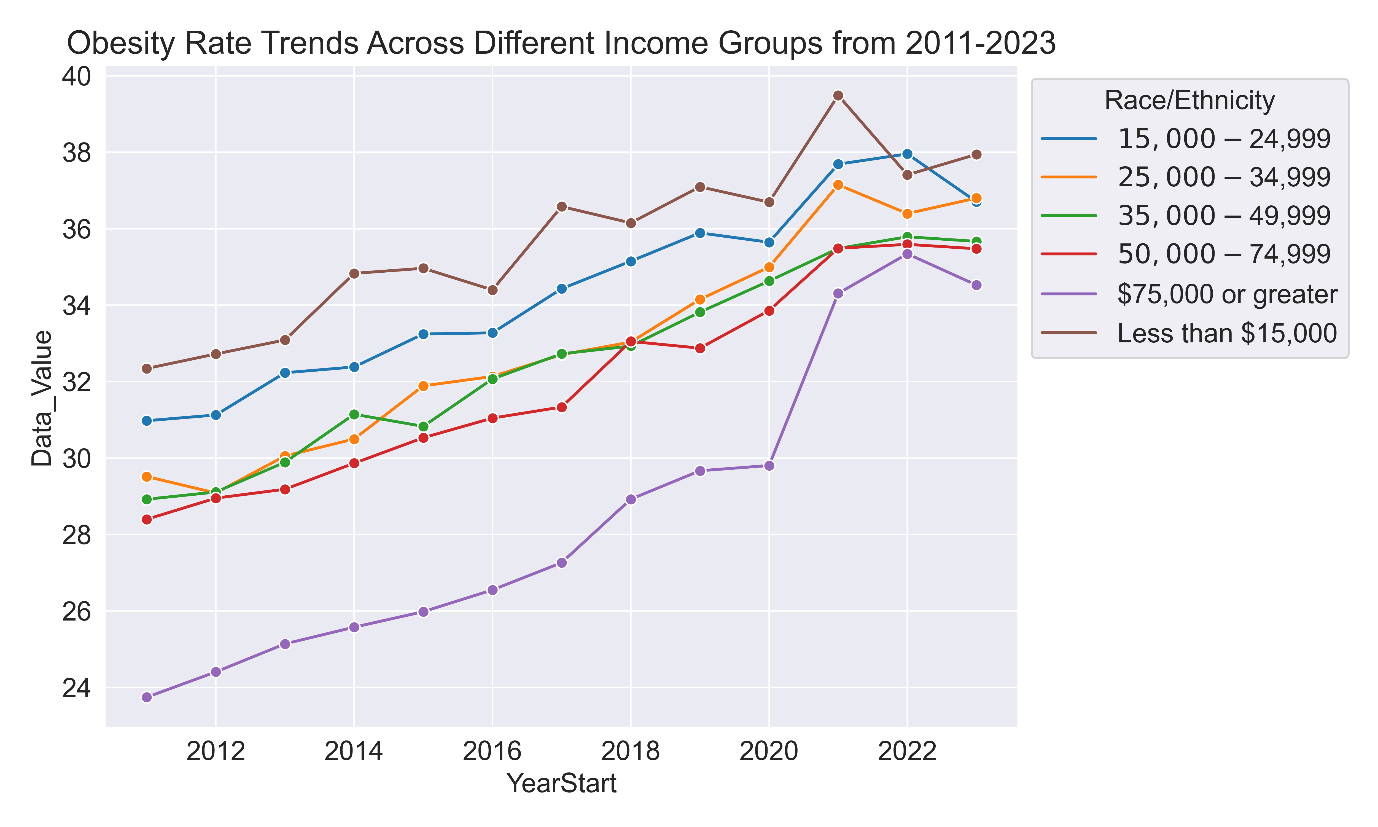 Obesity Rate Trends Across Different Income Groups from 2011-2023
40
38
36
34
32
30
28
26
24
Data_Value
2012 2014 2016 2018 2020 2022
YearStart
Race/Ethnicity
15, 000 − 24,999
25, 000 − 34,999
35, 000 − 49,999
50, 000 − 74,999
$75,000 or greater
Less than $15,000